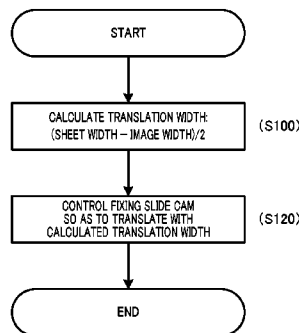 START
CALCULATE TRANSLATION WIDTH:
(SHEET WIDTH − IMAGE WIDTH)/2
(S100)
CONTROL FIXING SLIDE CAM
SO AS TO TRANSLATE WITH
CALCULATED TRANSLATION WIDTH
(S120)
END